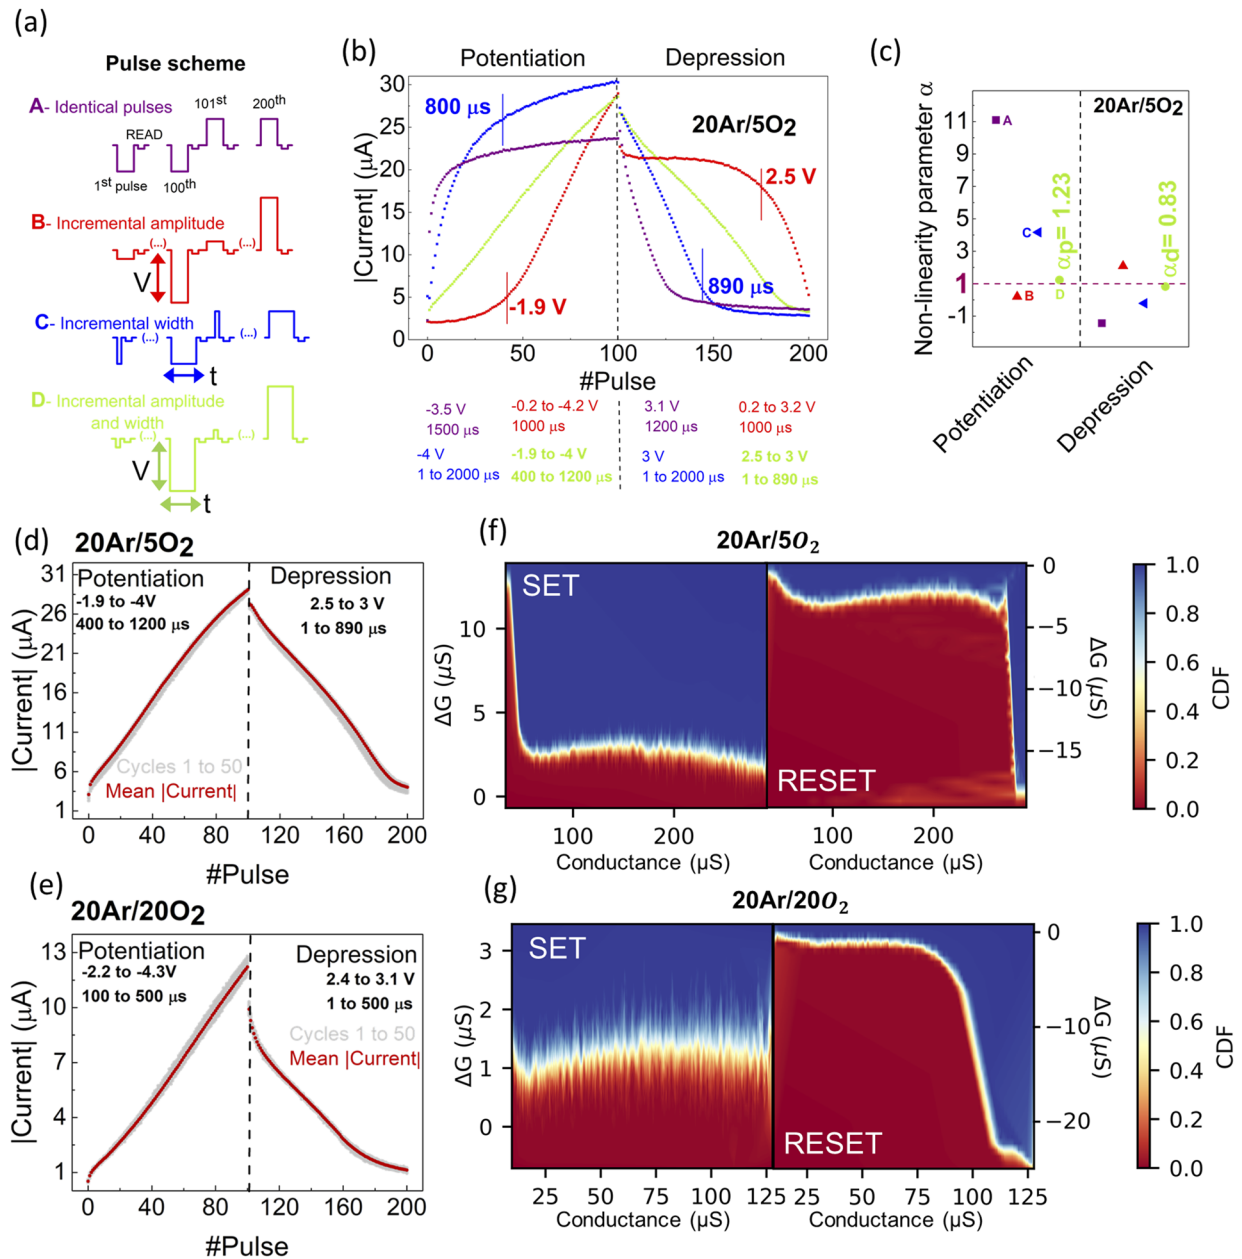 (a)
Pulse scheme
A- Identical pulses
101st
200th
READ
1st pulse
100th
B- Incremental amplitude
(...)
(...)
V
C- Incremental width
(...)
(...)
t
D- Incremental amplitude
and width
(...)
(...)
V
t
(b)
Potentiation
Depression
|Current| (μA)
30
25
20
15
10
5
0
800 μs
20Ar/5O2
2.5 V
890 μs
-1.9 V
0
50
100
150
200
#Pulse
-3.5 V
1500 μs
-0.2 to -4.2 V
1000 μs
3.1 V
1200 μs
0.2 to 3.2 V
1000 μs
-4 V
1 to 2000 μs
-1.9 to -4 V
400 to 1200 μs
3 V
1 to 2000 μs
2.5 to 3 V
1 to 890 μs
(c)
Non-linearity parameter α
11
9
7
5
3
1
-1
20Ar/5O2
A
C
B
D
αp= 1.23
αd= 0.83
Potentiation
Depression
(d)
20Ar/5O2
|Current| (μA)
31
26
21
16
11
6
1
Potentiation
-1.9 to -4V
400 to 1200 μs
Depression
2.5 to 3 V
1 to 890 μs
Cycles 1 to 50
Mean |Current|
0
40
80
120
160
200
#Pulse
(e)
20Ar/20O2
|Current| (μA)
13
10
7
4
1
Potentiation
-2.2 to -4.3V
100 to 500 μs
Depression
2.4 to 3.1 V
1 to 500 μs
Cycles 1 to 50
Mean |Current|
0
40
80
120
160
200
#Pulse
(f)
20Ar/5O2
ΔG (μS)
10
5
0
SET
RESET
100
200
Conductance (μS)
100
200
Conductance (μS)
0
−5
−10
−15
ΔG (μS)
1.0
0.8
0.6
0.4
0.2
0.0
CDF
(g)
20Ar/20O2
ΔG (μS)
3
2
1
0
SET
RESET
25
50
75
100
125
Conductance (μS)
25
50
75
100
125
Conductance (μS)
0
−10
−20
ΔG (μS)
1.0
0.8
0.6
0.4
0.2
0.0
CDF